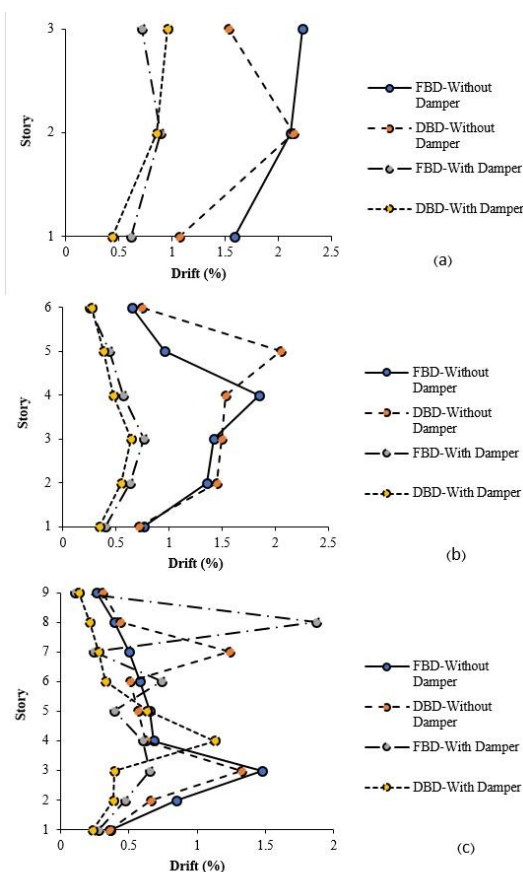 3
2
1
Story
0
0.5
1
1.5
2
2.5
Drift (%)
FBD-Without
Damper
DBD-Without
Damper
FBD-With Damper
DBD-With Damper
(a)
6
5
4
3
2
1
Story
0
0.5
1
1.5
2
2.5
Drift (%)
FBD-Without
Damper
DBD-Without
Damper
FBD-With Damper
DBD-With Damper
(b)
9
8
7
6
5
4
3
2
1
Story
0
0.5
1
1.5
2
Drift (%)
FBD-Without
Damper
DBD-Without
Damper
FBD-With Damper
DBD-With Damper
(c)